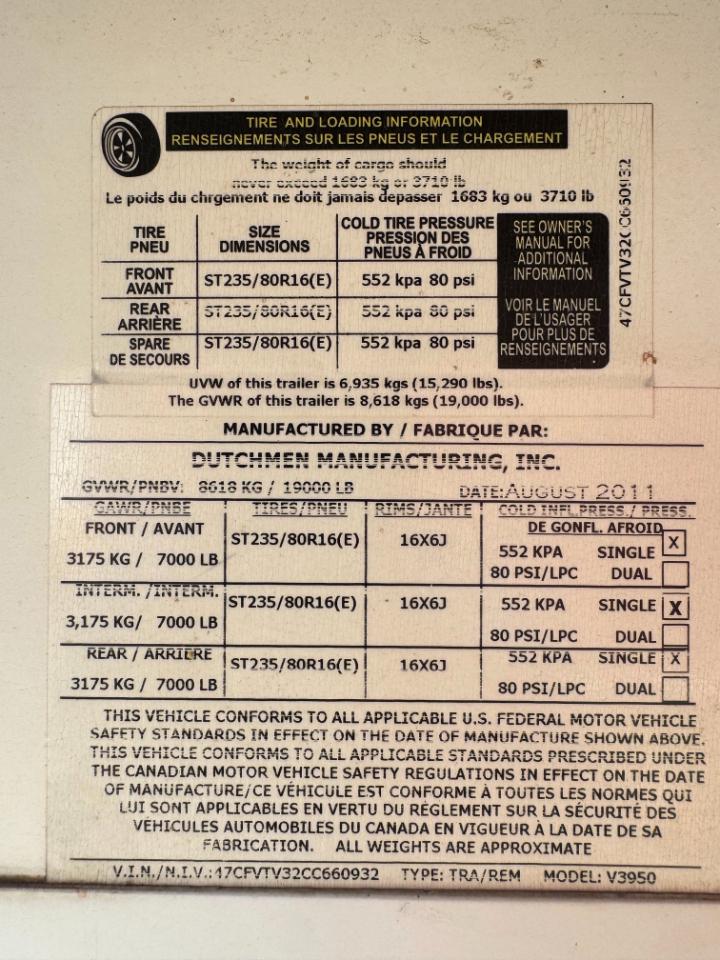 TIRE AND LOADING INFORMATION
RENSEIGNEMENTS SUR LES PNEUS ET LE CHARGEMENT
The weight of cargo should
never exceed 1683 kg or 3710 lb
Le poids du chrgement ne doit jamais depasser 1683 kg ou 3710 lb
TIRE PNEU SIZE DIMENSIONS COLD TIRE PRESSURE PRESSION DES PNEUS À FROID
FRONT AVANT ST235/80R16(E) 552 kpa 80 psi
REAR ARRIÈRE ST235/80R16(E) 552 kpa 80 psi
SPARE DE SECOURS ST235/80R16(E) 552 kpa 80 psi
SEE OWNER'S
MANUAL FOR
ADDITIONAL
INFORMATION
VOIR LE MANUEL
DE L'USAGER
POUR PLUS DE
RENSEIGNEMENTS
UVW of this trailer is 6,935 kgs (15,290 lbs).
The GVWR of this trailer is 8,618 kgs (19,000 lbs).
MANUFACTURED BY / FABRIQUE PAR:
DUTCHMEN MANUFACTURING, INC.
GVWR/PNBV: 8618 KG / 19000 LB DATE: AUGUST 2011
GAWR/PNBE TIRES/PNEU RIMS/JANTE COLD INFL.PRESS./ PRESS.
FRONT / AVANT DE GONFL. AFROID
ST235/80R16(E) 16X6J X
3175 KG / 7000 LB 552 KPA SINGLE
80 PSI/LPC DUAL
INTERM. /INTERM. ST235/80R16(E) 16X6J 552 KPA SINGLE X
3,175 KG/ 7000 LB 80 PSI/LPC DUAL
REAR / ARRIERE ST235/80R16(E) 16X6J 552 KPA SINGLE X
3175 KG / 7000 LB 80 PSI/LPC DUAL
THIS VEHICLE CONFORMS TO ALL APPLICABLE U.S. FEDERAL MOTOR VEHICLE
SAFETY STANDARDS IN EFFECT ON THE DATE OF MANUFACTURE SHOWN ABOVE.
THIS VEHICLE CONFORMS TO ALL APPLICABLE STANDARDS PRESCRIBED UNDER
THE CANADIAN MOTOR VEHICLE SAFETY REGULATIONS IN EFFECT ON THE DATE
OF MANUFACTURE/CE VÉHICULE EST CONFORME À TOUTES LES NORMES QUI
LUI SONT APPLICABLES EN VERTU DU RÉGLEMENT SUR LA SÉCURITÉ DES
VÉHICULES AUTOMOBILES DU CANADA EN VIGUEUR À LA DATE DE SA
FABRICATION. ALL WEIGHTS ARE APPROXIMATE
V.I.N./N.I.V.:47CFVTV32CC660932 TYPE: TRA/REM MODEL: V3950